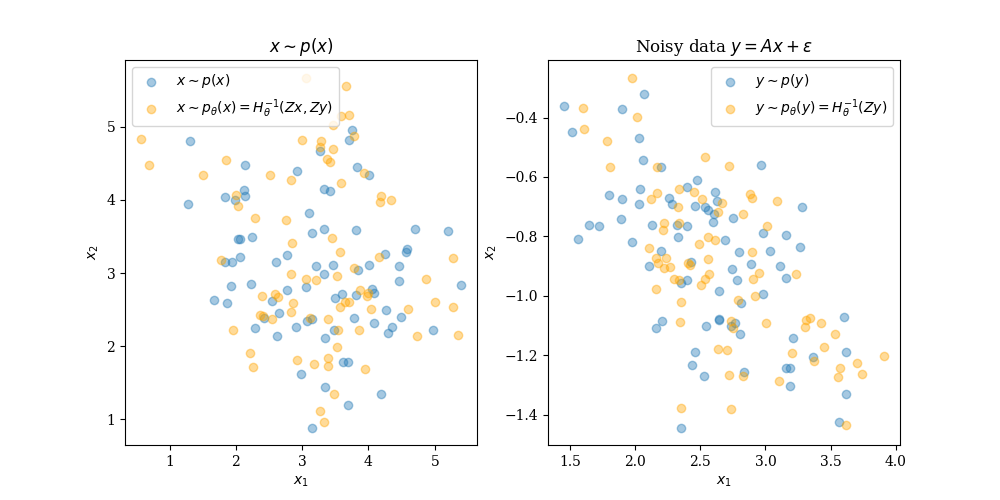 x ~ p(x)
x ~ p(x)
x ~ p_θ(x) = H_θ^{-1}(Zx, Zy)
5
4
3
2
1
x_2
1
2
3
4
5
x_1
Noisy data y = Ax + ε
y ~ p(y)
y ~ p_θ(y) = H_θ^{-1}(Zy)
−0.4
−0.6
−0.8
−1.0
−1.2
−1.4
x_2
1.5
2.0
2.5
3.0
3.5
4.0
x_1